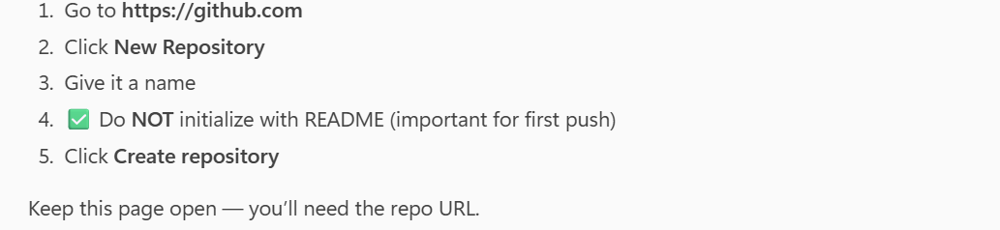 1. Go to https://github.com
2. Click New Repository
3. Give it a name
4. ✅ Do NOT initialize with README (important for first push)
5. Click Create repository
Keep this page open — you’ll need the repo URL.